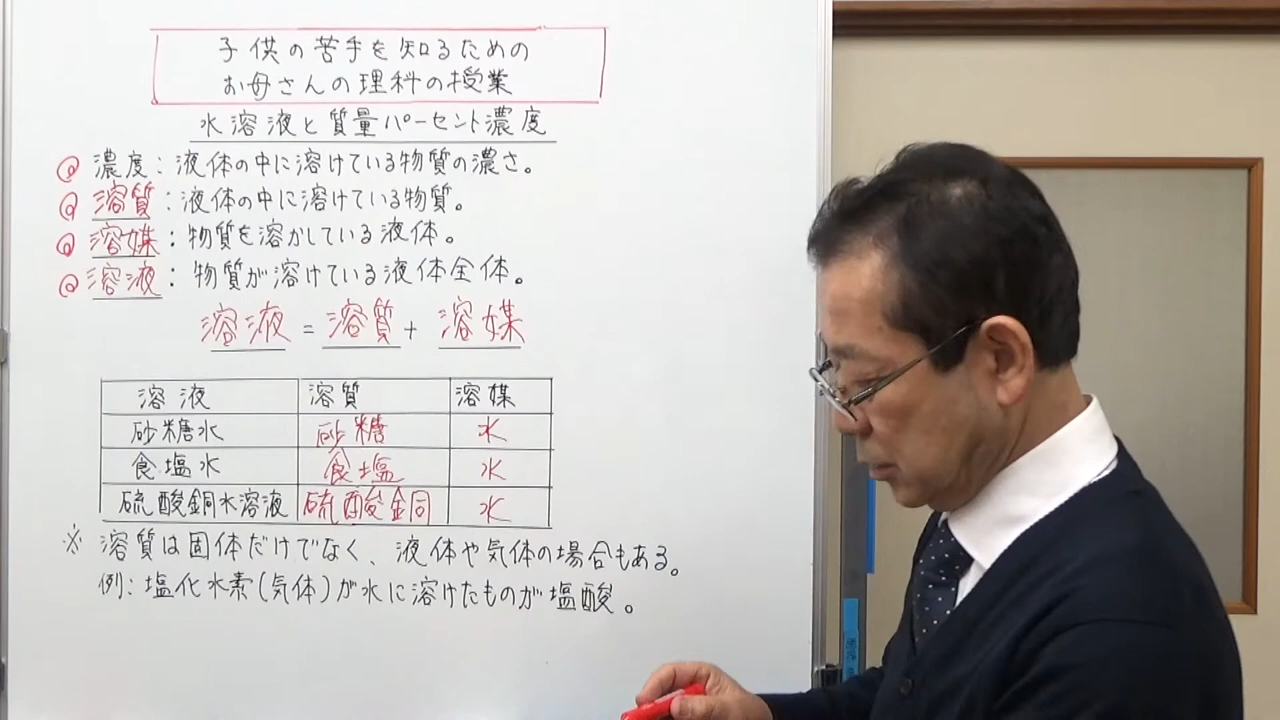 子供の苦手を知るための
お母さんの理科の授業
水溶液と質量パーセント濃度
◎ 濃度：液体の中に溶けている物質の濃さ。
◎ 溶質：液体の中に溶けている物質。
◎ 溶媒：物質を溶かしている液体。
◎ 溶液：物質が溶けている液体全体。
溶液 = 溶質 + 溶媒
溶液 溶質 溶媒
砂糖水 砂糖 水
食塩水 食塩 水
硫酸銅水溶液 硫酸銅 水
※ 溶質は固体だけでなく、液体や気体の場合もある。
例：塩化水素(気体)が水に溶けたものが塩酸。